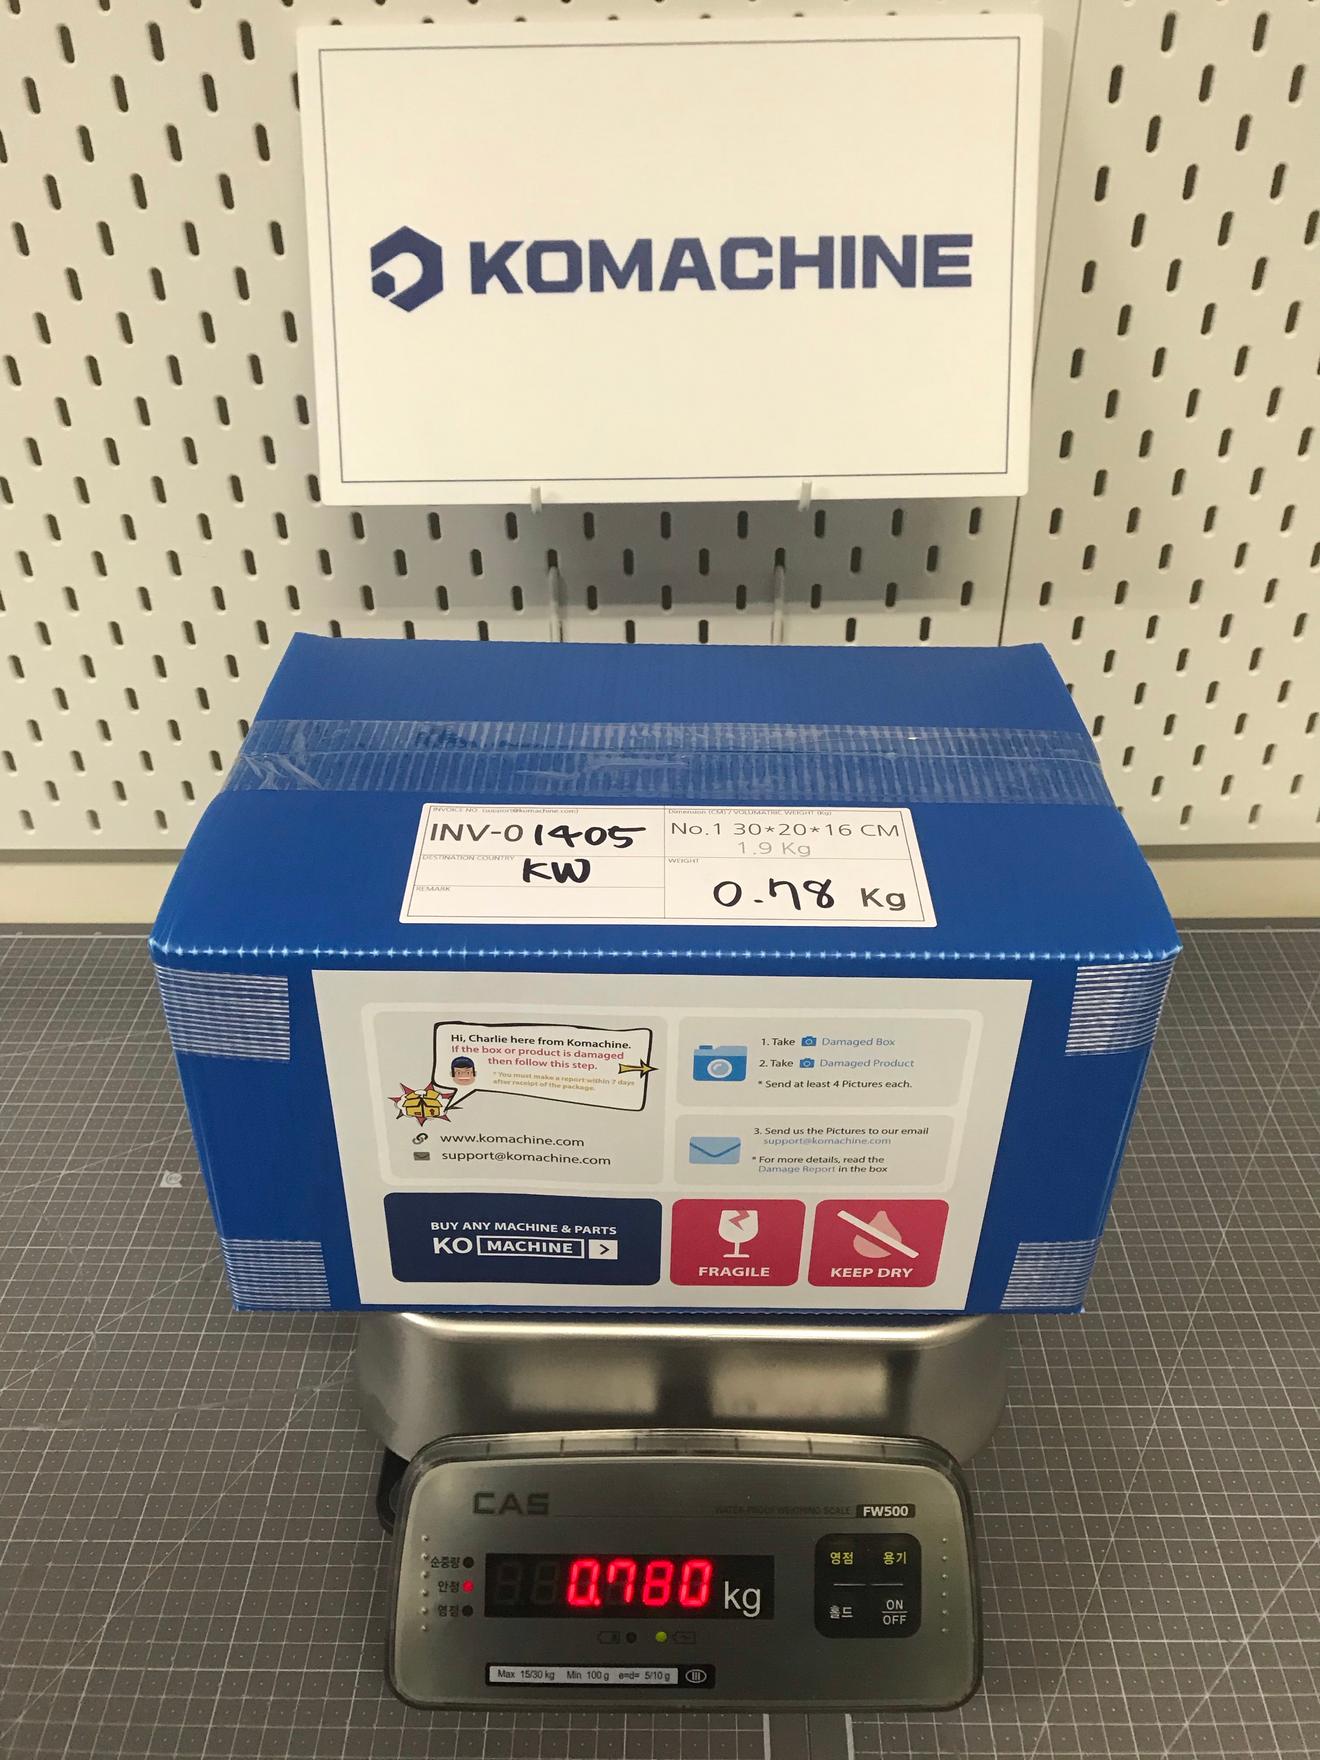 KOMACHINE
INVOICE NO. (support@komachine.com)
INV-0 1405
DESTINATION COUNTRY
KW
REMARK
Dimension (CM) / VOLUMATRIC WEIGHT (Kg)
No.1 30*20*16 CM
1.9 Kg
WEIGHT
0.78 Kg
Hi, Charlie here from Komachine.
If the box or product is damaged
then follow this step.
* You must make a report within 7 days
after receipt of the package.
www.komachine.com
support@komachine.com
1. Take Damaged Box
2. Take Damaged Product
* Send at least 4 Pictures each.
3. Send us the Pictures to our email
support@komachine.com
* For more details, read the
Damage Report in the box
BUY ANY MACHINE & PARTS
KO MACHINE >
FRAGILE
KEEP DRY
CAS
WATER-PROOF WEIGHING SCALE FW500
순중량
안정
영점
0.780 kg
영점 용기
홀드 ON
OFF
Max 15/30 kg Min 100 g e=d= 5/10 g III